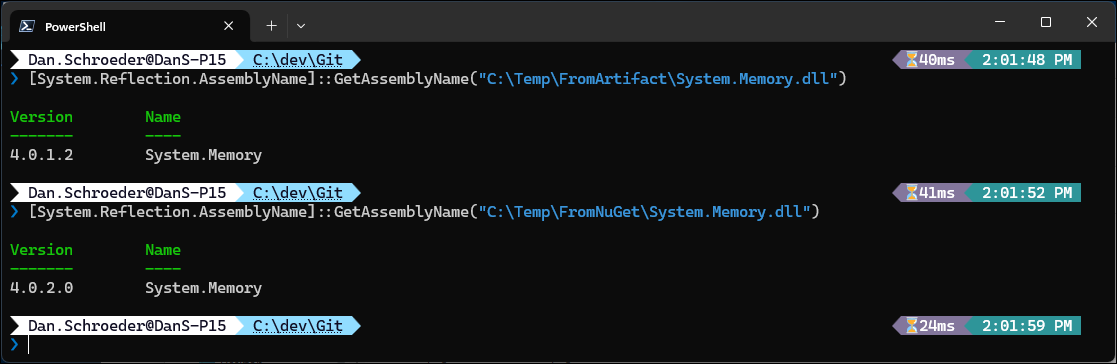 PowerShell
Dan.Schroeder@DanS-P15 C:\dev\Git ⏳40ms 2:01:48 PM
❯ [System.Reflection.AssemblyName]::GetAssemblyName("C:\Temp\FromArtifact\System.Memory.dll")
Version Name
------- ----
4.0.1.2 System.Memory
Dan.Schroeder@DanS-P15 C:\dev\Git ⏳41ms 2:01:52 PM
❯ [System.Reflection.AssemblyName]::GetAssemblyName("C:\Temp\FromNuGet\System.Memory.dll")
Version Name
------- ----
4.0.2.0 System.Memory
Dan.Schroeder@DanS-P15 C:\dev\Git ⏳24ms 2:01:59 PM
❯